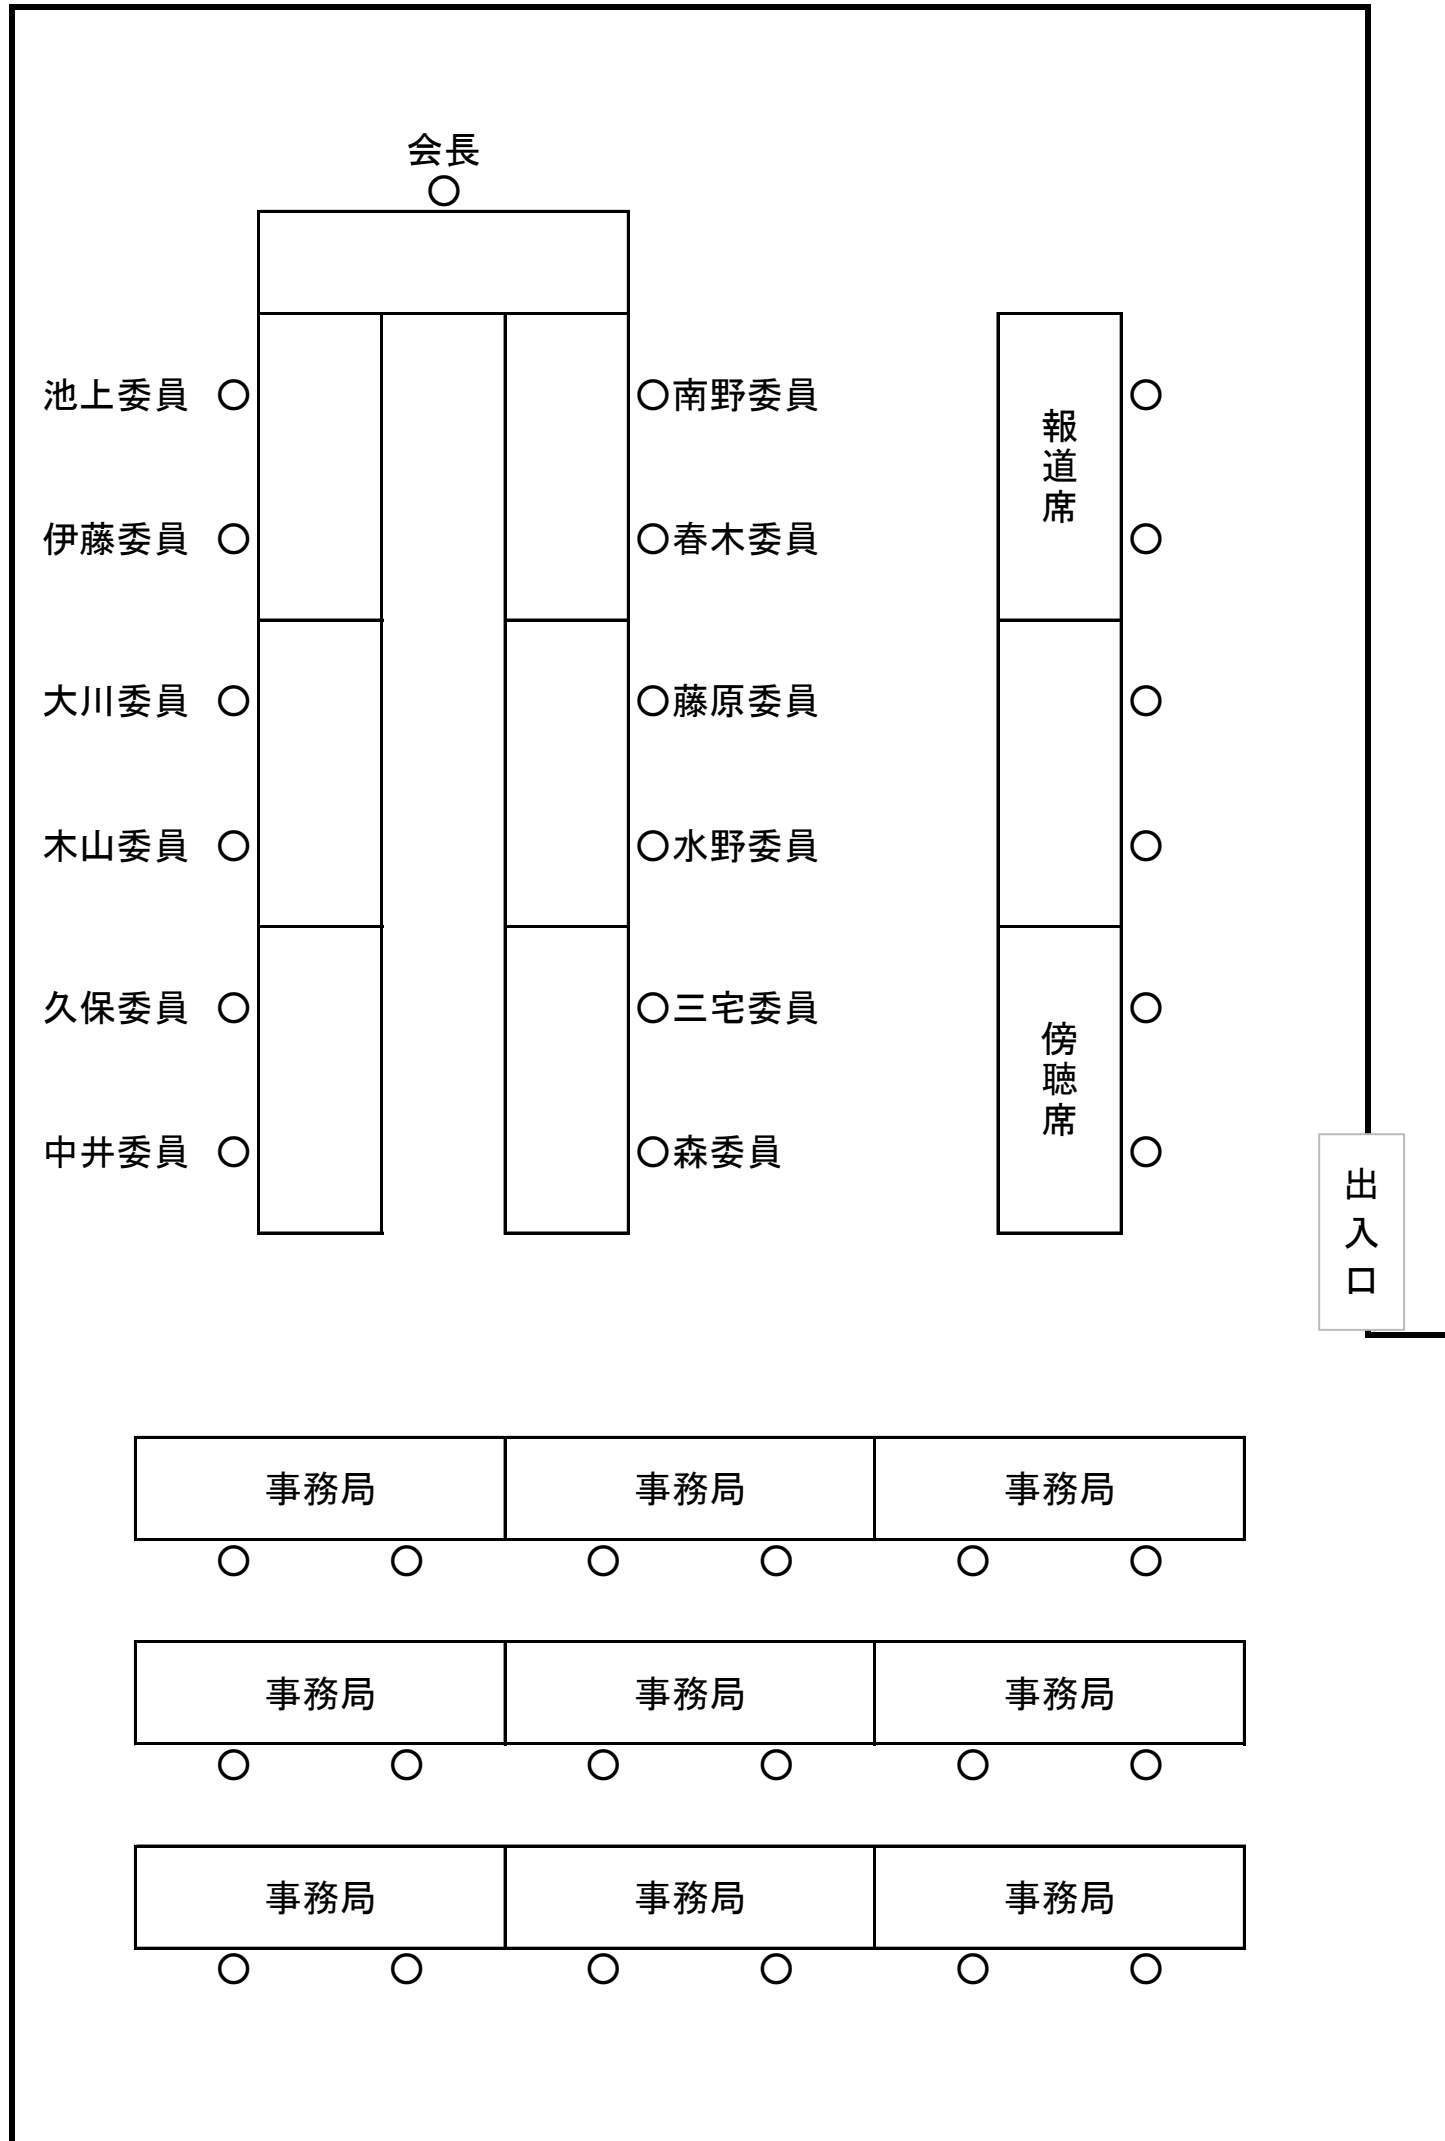 会長
○
池上委員 ○ ○南野委員 ○
伊藤委員 ○ ○春木委員 ○
報道席
大川委員 ○ ○藤原委員 ○
木山委員 ○ ○水野委員 ○
久保委員 ○ ○三宅委員 ○
中井委員 ○ ○森委員 ○
傍聴席
出入口
事務局 事務局 事務局
○ ○ ○ ○ ○ ○
事務局 事務局 事務局
○ ○ ○ ○ ○ ○
事務局 事務局 事務局
○ ○ ○ ○ ○ ○